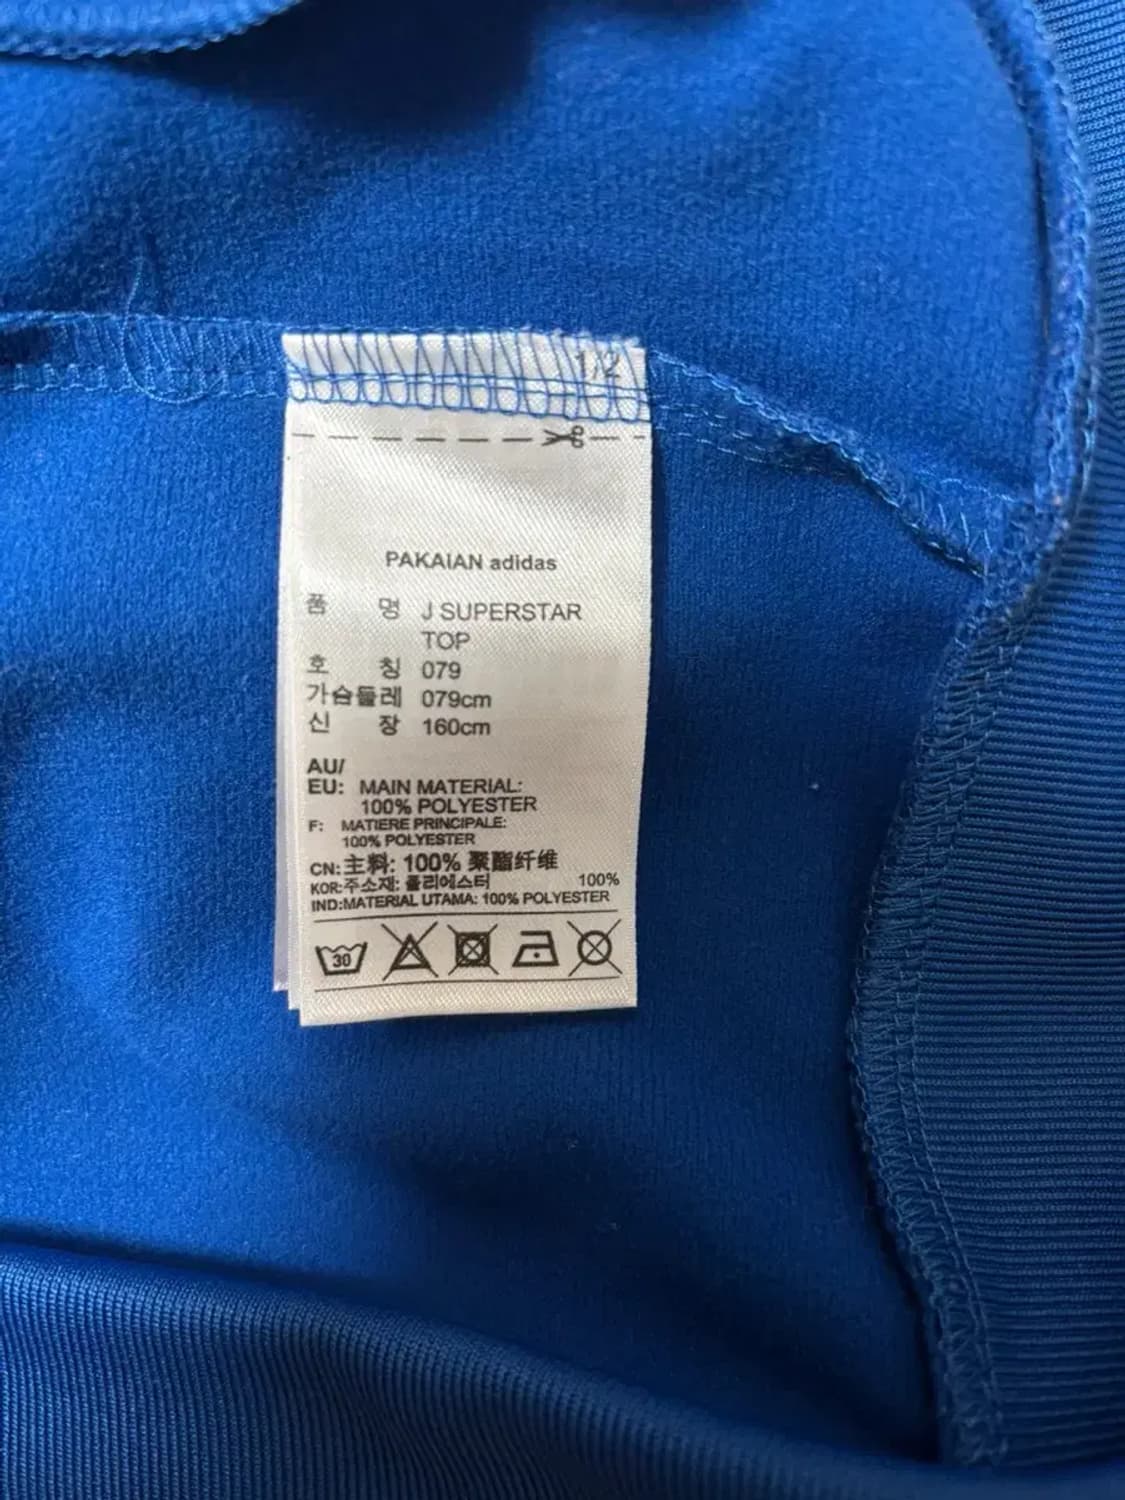 1/2
PAKAIAN adidas
품 명 J SUPERSTAR
TOP
호 칭 079
가슴둘레 079cm
신 장 160cm
AU/
EU: MAIN MATERIAL:
100% POLYESTER
F: MATIERE PRINCIPALE:
100% POLYESTER
CN: 主料: 100% 聚酯纤维
KOR:주소재: 폴리에스터 100%
IND:MATERIAL UTAMA: 100% POLYESTER
30